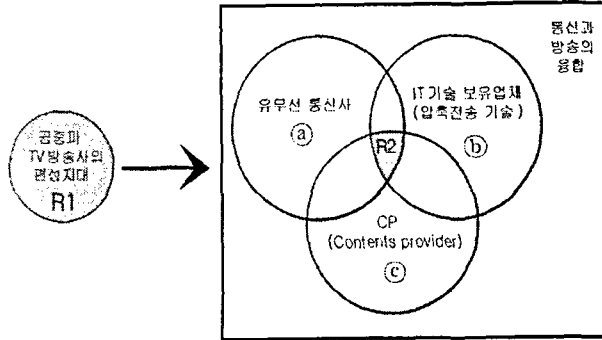 통신과
방송의
융합
유무선 통신사
ⓐ
IT기술 보유업체
(압축전송 기술)
ⓑ
R2
공중파
TV방송사의
편성지대
R1
CP
(Contents provider)
ⓒ